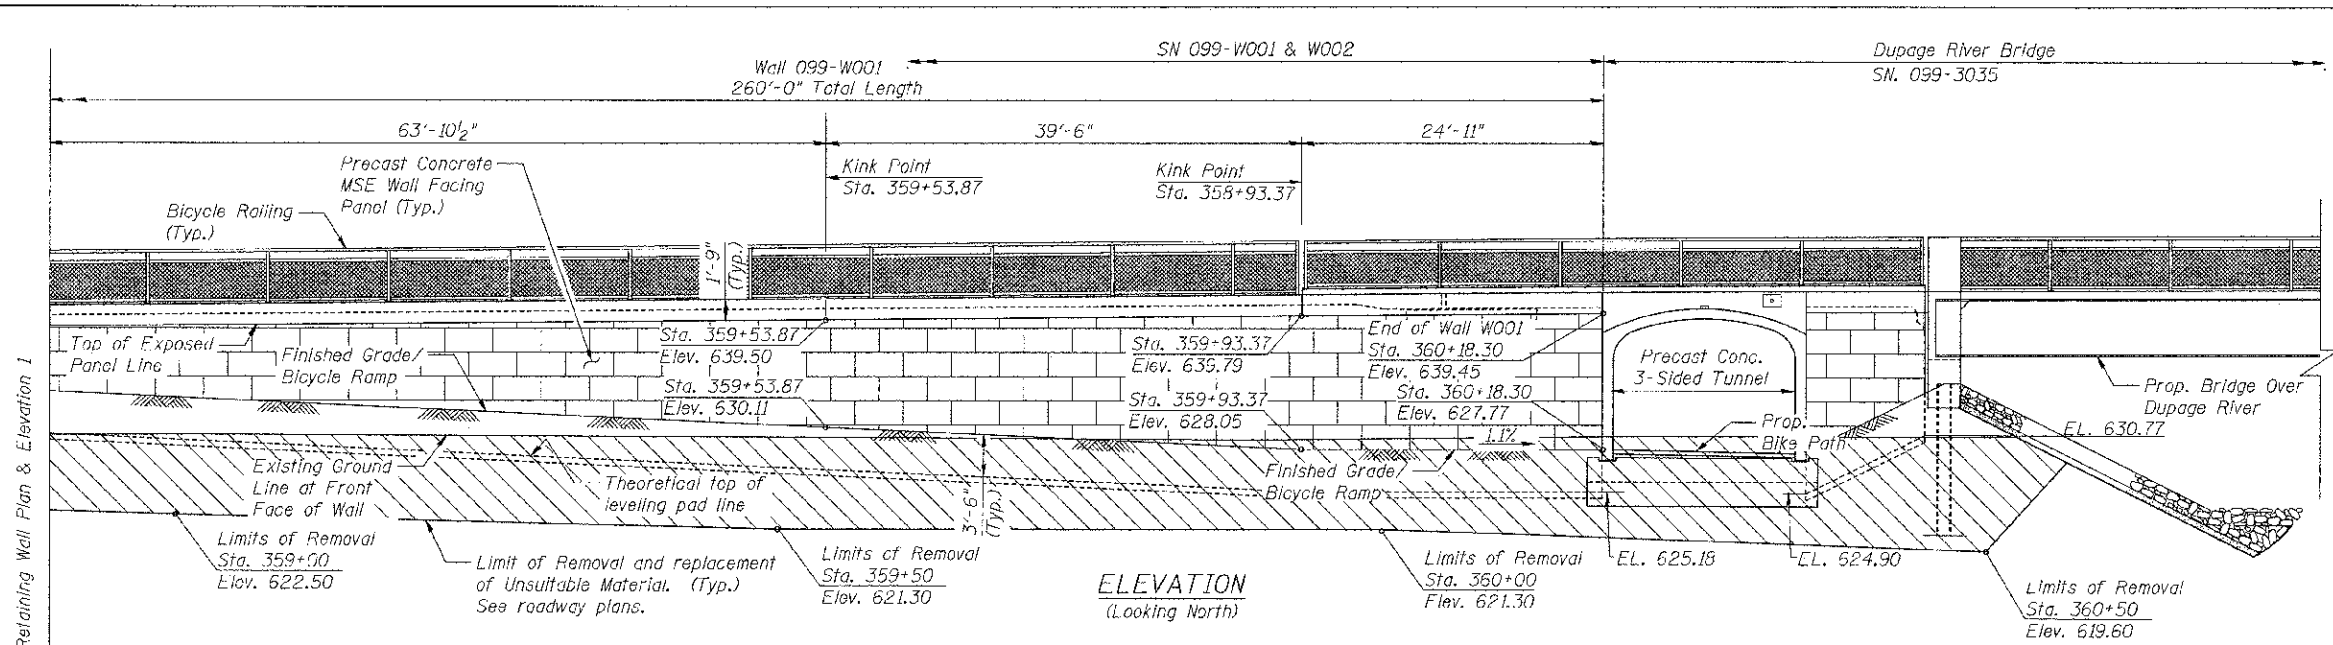 SN 099-W001 & W002
Dupage River Bridge
SN. 099-3035
Wall 099-W001
260'-0" Total Length
63'-10½"
39'-6"
24'-11"
Precast Concrete
MSE Wall Facing
Panel (Typ.)
Kink Point
Sta. 359+53.87
Kink Point
Sta. 358+93.37
Bicycle Railing
(Typ.)
1'-9"
(Typ.)
Top of Exposed
Panel Line
Finished Grade/
Bicycle Ramp
Sta. 359+53.87
Elev. 639.50
Sta. 359+53.87
Elev. 630.11
Sta. 359+93.37
Elev. 639.79
Sta. 359+93.37
Elev. 628.05
End of Wall W001
Sta. 360+18.30
Elev. 639.45
Sta. 360+18.30
Elev. 627.77
Precast Conc.
3-Sided Tunnel
Prop. Bridge Over
Dupage River
EL. 630.77
Prop.
Bike Path
1.1%
Existing Ground
Line at Front
Face of Wall
Theoretical top of
leveling pad line
3'-6"
(Typ.)
Finished Grade/
Bicycle Ramp
Limits of Removal
Sta. 359+00
Elev. 622.50
Limit of Removal and replacement
of Unsuitable Material. (Typ.)
See roadway plans.
Limits of Removal
Sta. 359+50
Elev. 621.30
ELEVATION
(Looking North)
Limits of Removal
Sta. 360+00
Elev. 621.30
EL. 625.18
EL. 624.90
Limits of Removal
Sta. 360+50
Elev. 619.60
Retaining Wall Plan & Elevation 1